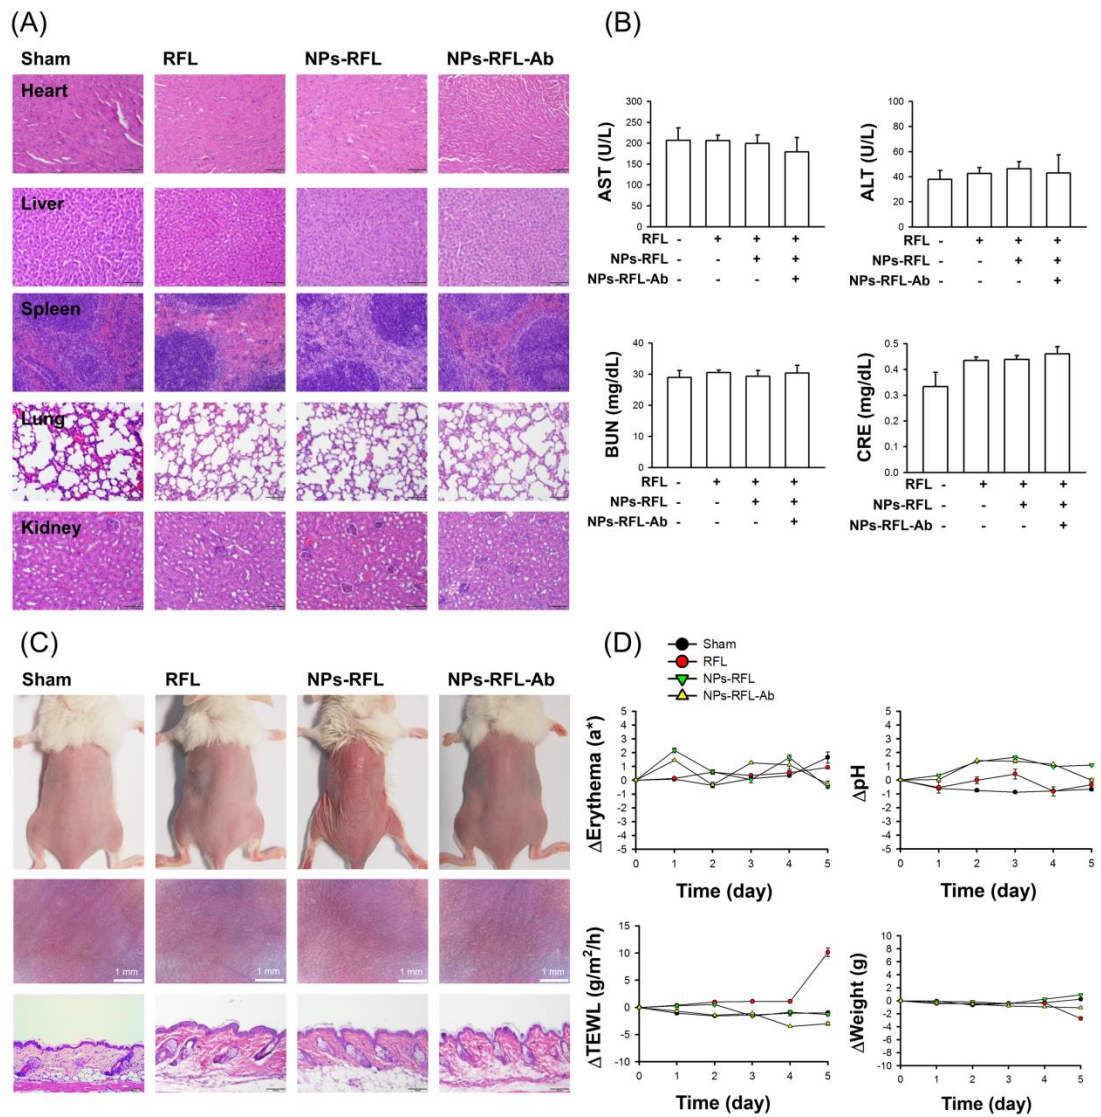 (A)
Sham RFL NPs-RFL NPs-RFL-Ab
Heart
Liver
Spleen
Lung
Kidney
(B)
AST (U/L)
300
250
200
150
100
50
0
RFL - + + +
NPs-RFL - - + +
NPs-RFL-Ab - - - +
ALT (U/L)
100
80
60
40
20
0
RFL - + + +
NPs-RFL - - + +
NPs-RFL-Ab - - - +
BUN (mg/dL)
40
30
20
10
0
RFL - + + +
NPs-RFL - - + +
NPs-RFL-Ab - - - +
CRE (mg/dL)
0.5
0.4
0.3
0.2
0.1
0.0
RFL - + + +
NPs-RFL - - + +
NPs-RFL-Ab - - - +
(C)
Sham RFL NPs-RFL NPs-RFL-Ab
1 mm 1 mm 1 mm 1 mm
(D)
Sham
RFL
NPs-RFL
NPs-RFL-Ab
ΔErythema (a*)
5
4
3
2
1
0
-1
-2
-3
-4
-5
0 1 2 3 4 5
Time (day)
ΔpH
5
4
3
2
1
0
-1
-2
-3
-4
-5
0 1 2 3 4 5
Time (day)
ΔTEWL (g/m²/h)
15
10
5
0
-5
-10
0 1 2 3 4 5
Time (day)
ΔWeight (g)
10
8
6
4
2
0
-2
-4
-6
-8
-10
0 1 2 3 4 5
Time (day)